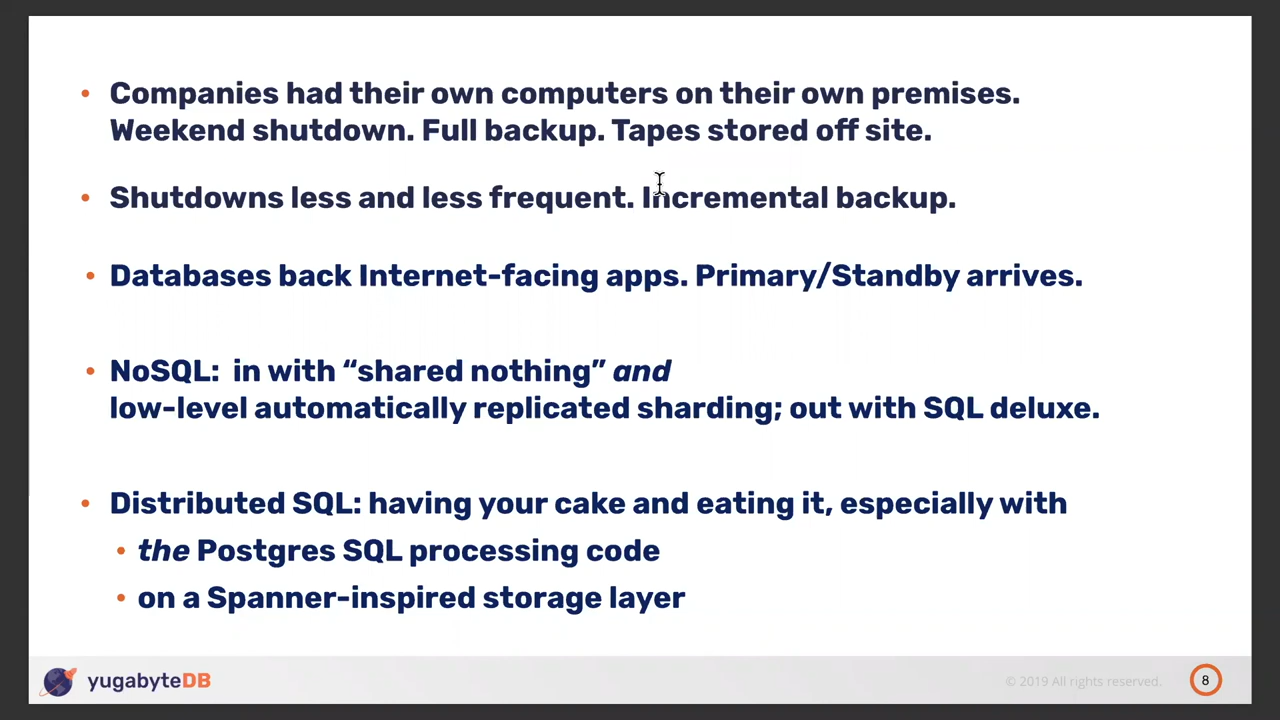 • Companies had their own computers on their own premises.
Weekend shutdown. Full backup. Tapes stored off site.
• Shutdowns less and less frequent. Incremental backup.
• Databases back Internet-facing apps. Primary/Standby arrives.
• NoSQL:  in with “shared nothing” and
low-level automatically replicated sharding; out with SQL deluxe.
• Distributed SQL: having your cake and eating it, especially with
• the Postgres SQL processing code
• on a Spanner-inspired storage layer
yugabyteDB
© 2019 All rights reserved.
8